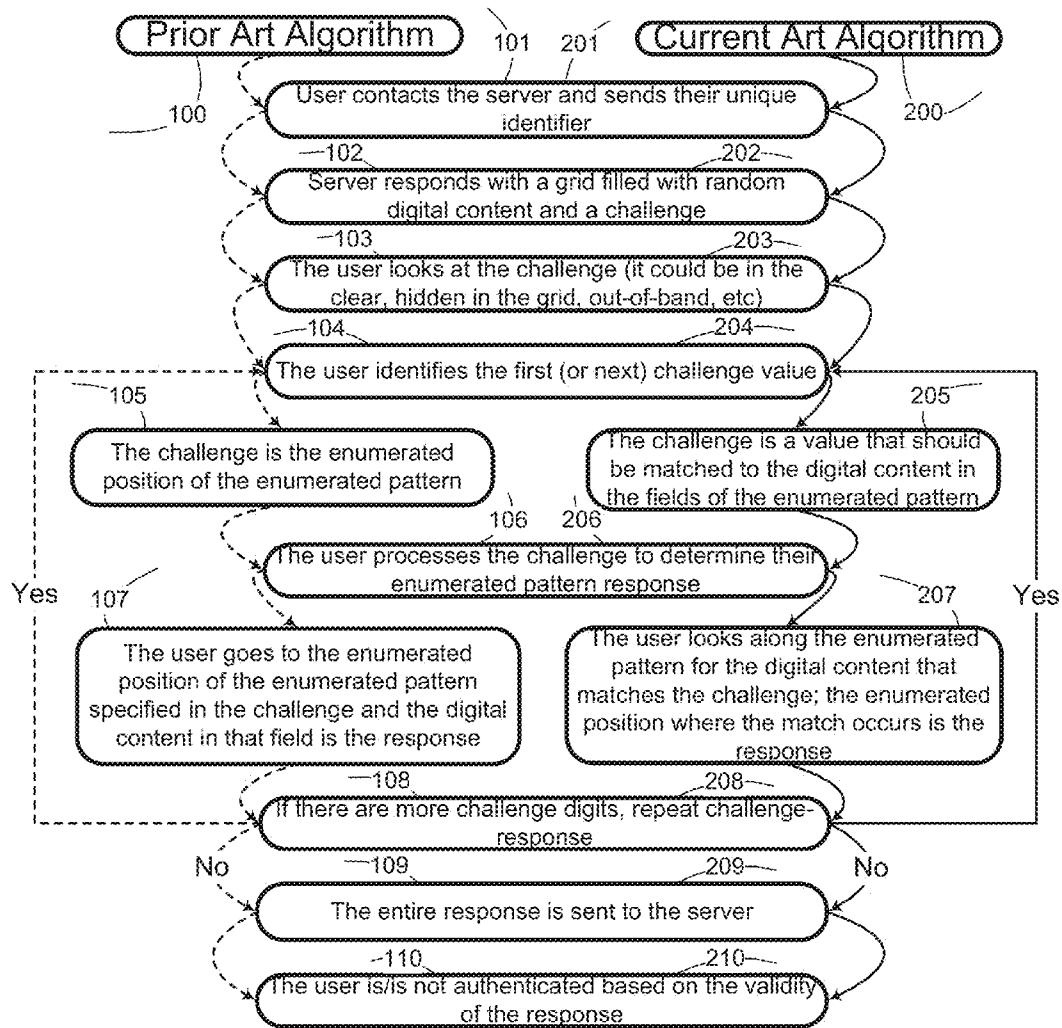 Prior Art Algorithm
Current Art Algorithm
100
101
201
200
User contacts the server and sends their unique
identifier
102
202
Server responds with a grid filled with random
digital content and a challenge
103
203
The user looks at the challenge (it could be in the
clear, hidden in the grid, out-of-band, etc)
104
204
The user identifies the first (or next) challenge value
105
205
The challenge is the enumerated
position of the enumerated pattern
The challenge is a value that should
be matched to the digital content in
the fields of the enumerated pattern
106
206
The user processes the challenge to determine their
enumerated pattern response
Yes
Yes
107
207
The user goes to the enumerated
position of the enumerated pattern
specified in the challenge and the digital
content in that field is the response
The user looks along the enumerated
pattern for the digital content that
matches the challenge; the enumerated
position where the match occurs is the
response
108
208
If there are more challenge digits, repeat challenge-
response
No
No
109
209
The entire response is sent to the server
110
210
The user is/is not authenticated based on the validity
of the response